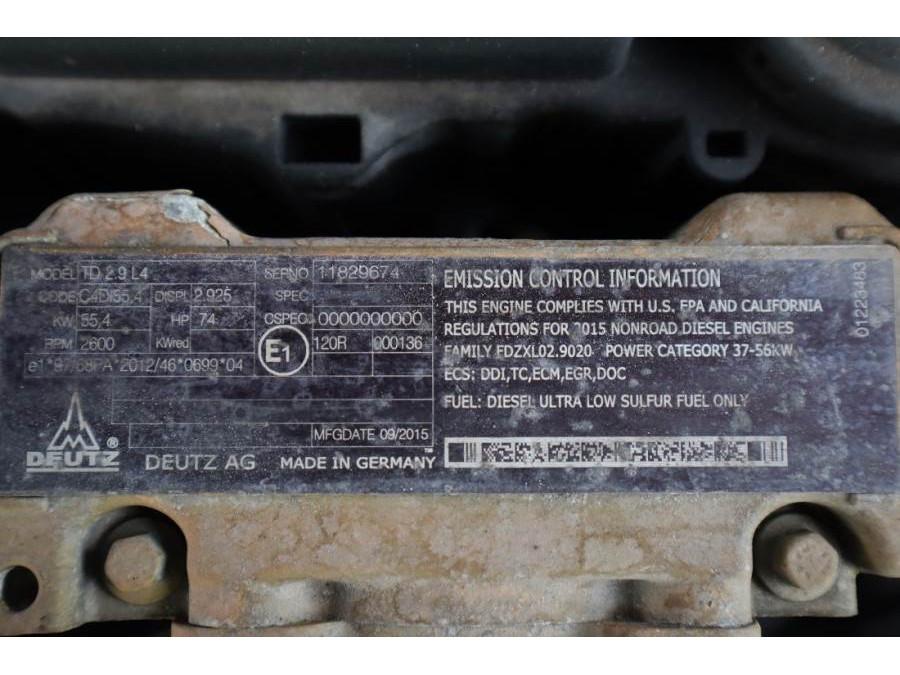 MODEL TD 2.9 L4 SERNO 11829674
CODE C4DI55,4 DISPL 2.925 SPEC
KW 55,4 HP 74 CSPEC 0000000000
RPM 2600 KWred E1 120R 000136
e1*97/68PA*2012/46*0699*04
MFGDATE 09/2015
DEUTZ ® DEUTZ AG MADE IN GERMANY
EMISSION CONTROL INFORMATION
THIS ENGINE COMPLIES WITH U.S. EPA AND CALIFORNIA
REGULATIONS FOR 2015 NONROAD DIESEL ENGINES
FAMILY FDZXL02.9020 POWER CATEGORY 37-56KW
ECS: DDI,TC,ECM,EGR,DOC
FUEL: DIESEL ULTRA LOW SULFUR FUEL ONLY
01223483